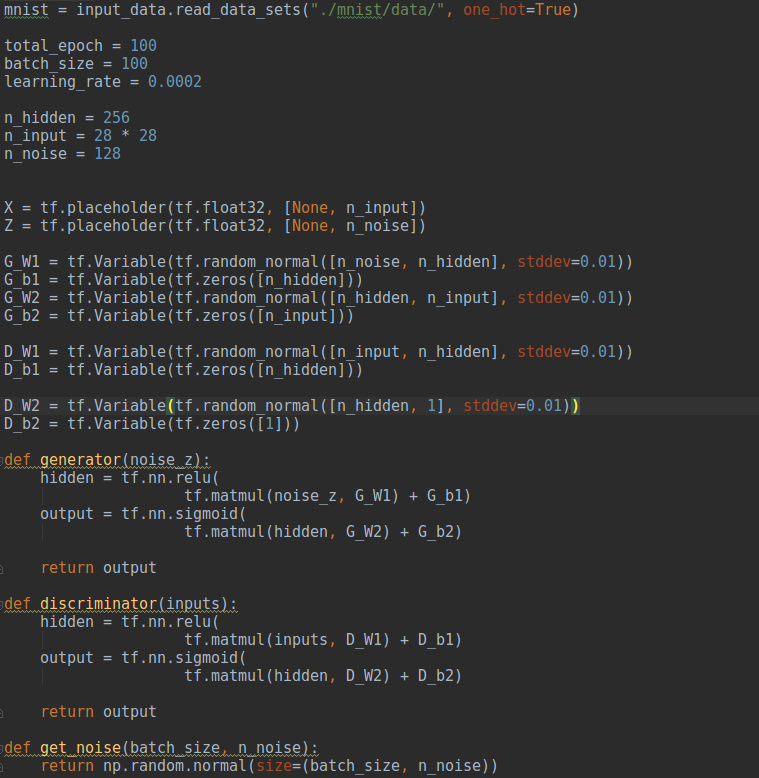 mnist = input_data.read_data_sets("./mnist/data/", one_hot=True)
total_epoch = 100
batch_size = 100
learning_rate = 0.0002
n_hidden = 256
n_input = 28 * 28
n_noise = 128
X = tf.placeholder(tf.float32, [None, n_input])
Z = tf.placeholder(tf.float32, [None, n_noise])
G_W1 = tf.Variable(tf.random_normal([n_noise, n_hidden], stddev=0.01))
G_b1 = tf.Variable(tf.zeros([n_hidden]))
G_W2 = tf.Variable(tf.random_normal([n_hidden, n_input], stddev=0.01))
G_b2 = tf.Variable(tf.zeros([n_input]))
D_W1 = tf.Variable(tf.random_normal([n_input, n_hidden], stddev=0.01))
D_b1 = tf.Variable(tf.zeros([n_hidden]))
D_W2 = tf.Variable(tf.random_normal([n_hidden, 1], stddev=0.01))
D_b2 = tf.Variable(tf.zeros([1]))
def generator(noise_z):
    hidden = tf.nn.relu(
                    tf.matmul(noise_z, G_W1) + G_b1)
    output = tf.nn.sigmoid(
                    tf.matmul(hidden, G_W2) + G_b2)
    return output
def discriminator(inputs):
    hidden = tf.nn.relu(
                    tf.matmul(inputs, D_W1) + D_b1)
    output = tf.nn.sigmoid(
                    tf.matmul(hidden, D_W2) + D_b2)
    return output
def get_noise(batch_size, n_noise):
    return np.random.normal(size=(batch_size, n_noise))